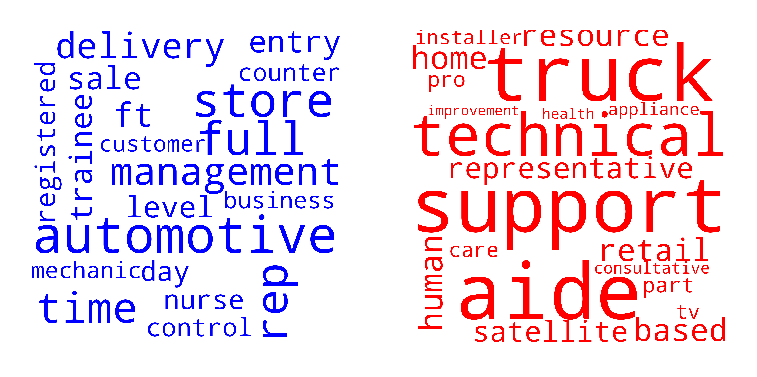 delivery
entry
sale
counter
registered
trainee
ft
store
customer
full
management
level
business
automotive
mechanic
day
rep
time
nurse
control
installer
resource
home
pro
truck
improvement
health
appliance
technical
representative
support
human
care
retail
consultative
aide
part
tv
satellite
based